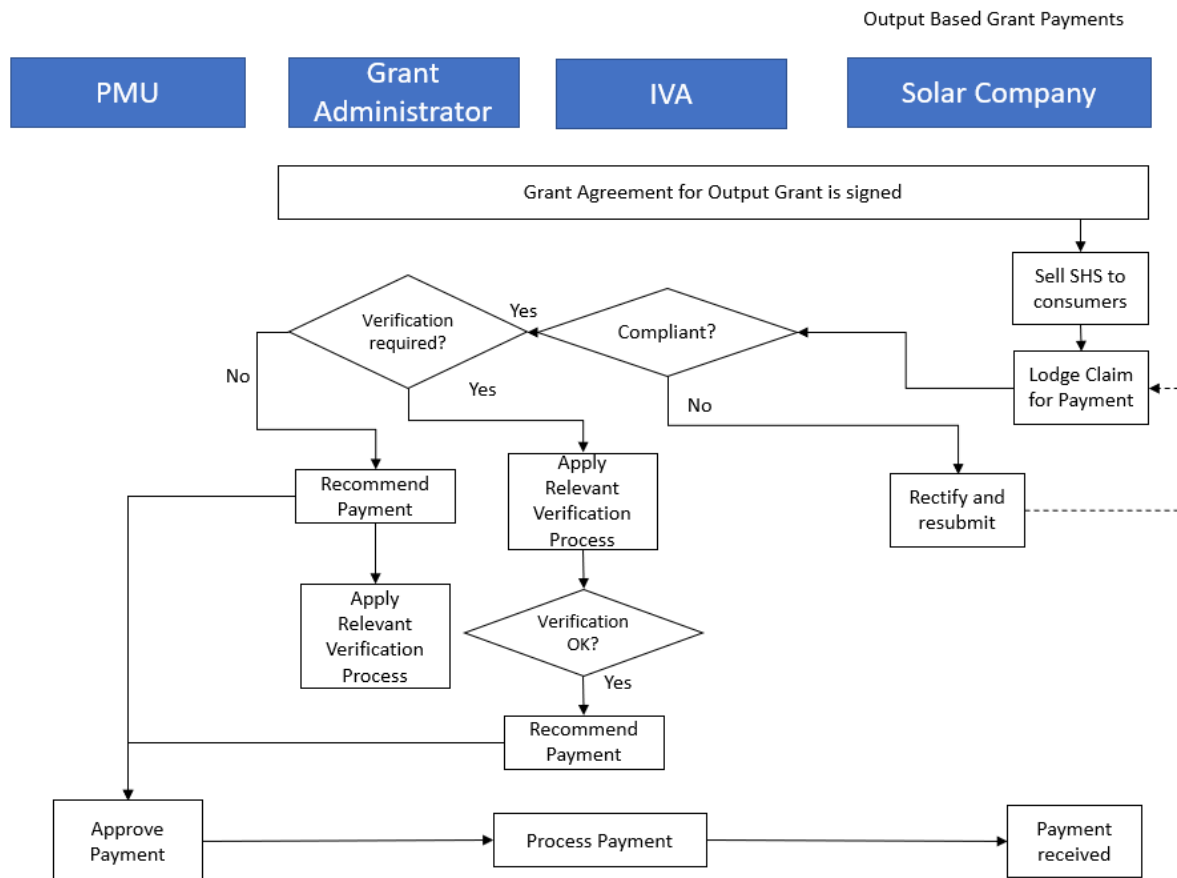 Output Based Grant Payments
PMU
Grant
Administrator
IVA
Solar Company
Grant Agreement for Output Grant is signed
Sell SHS to
consumers
Verification
required?
Yes
Compliant?
Lodge Claim
for Payment
No
Yes
No
Recommend
Payment
Apply
Relevant
Verification
Process
Rectify and
resubmit
Apply
Relevant
Verification
Process
Verification
OK?
Yes
Recommend
Payment
Approve
Payment
Process Payment
Payment
received